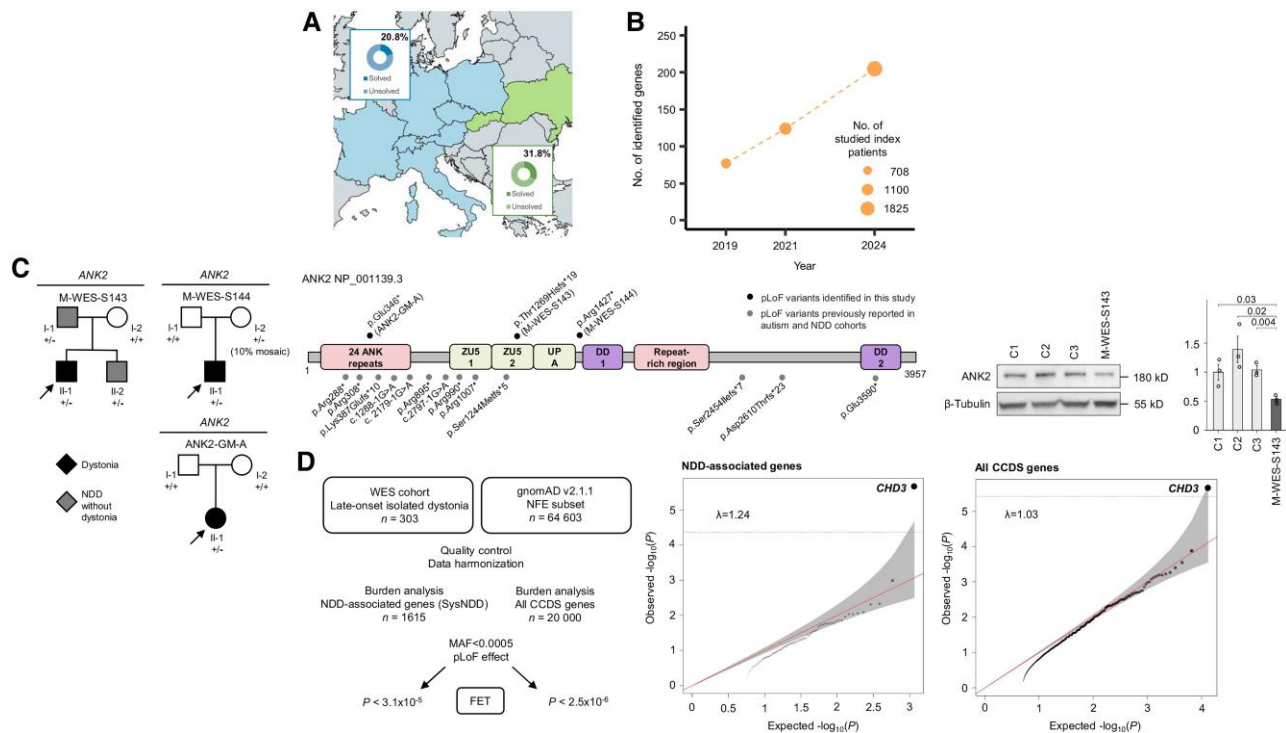 A
20.8%
Solved
Unsolved
31.8%
Solved
Unsolved
B
No. of identified genes
250
200
150
100
50
0
2019
2021
2024
Year
No. of
studied index
patients
708
1100
1825
C
ANK2
M-WES-S143
I-1
+/-
I-2
+/-
II-1
+/-
II-2
+/-
ANK2
M-WES-S144
I-1
+/+
I-2
+/-
(10% mosaic)
II-1
+/-
ANK2
ANK2-GM-A
I-1
+/+
I-2
+/+
II-1
+/-
Dystonia
NDD
without
dystonia
ANK2 NP_001139.3
p.Glu346*
(ANK2-GM-A)
p.Thr1269Hisfs*19
(M-WES-S143)
p.Arg1427*
(M-WES-S144)
pLoF variants identified in this study
pLoF variants previously reported in
autism and NDD cohorts
1
24 ANK
repeats
ZU5
1
ZU5
2
UP
A
DD
1
Repeat-
rich region
DD
2
3957
p.Arg268*
p.Arg308*
p.Lys387Glufs*10
c.1288-1G>A
c.2179-1G>A
p.Arg895*
c.2797-1G>A
p.Arg990*
p.Arg1007*
p.Ser1244Metfs*5
p.Ser2454Ilefs*7
p.Asp2610Thrfs*23
p.Glu3590*
C1
C2
C3
M-WES-S143
ANK2
180 kD
β-Tubulin
55 kD
0.03
0.02
0.004
1.5
1.0
0.5
0
C1
C2
C3
M-WES-S143
D
WES cohort
Late-onset isolated dystonia
n = 303
gnomAD v2.1.1
NFE subset
n = 64 603
Quality control
Data harmonization
Burden analysis
NDD-associated genes (SysNDD)
n = 1615
Burden analysis
All CCDS genes
n = 20 000
MAF<0.0005
pLoF effect
P < 3.1x10-5
FET
P < 2.5x10-6
NDD-associated genes
CHD3
λ=1.24
Observed -log10(P)
5
4
3
2
1
0
0
0.5
1
1.5
2
2.5
3
Expected -log10(P)
All CCDS genes
CHD3
λ=1.03
Observed -log10(P)
5
4
3
2
1
0
0
1
2
3
4
Expected -log10(P)